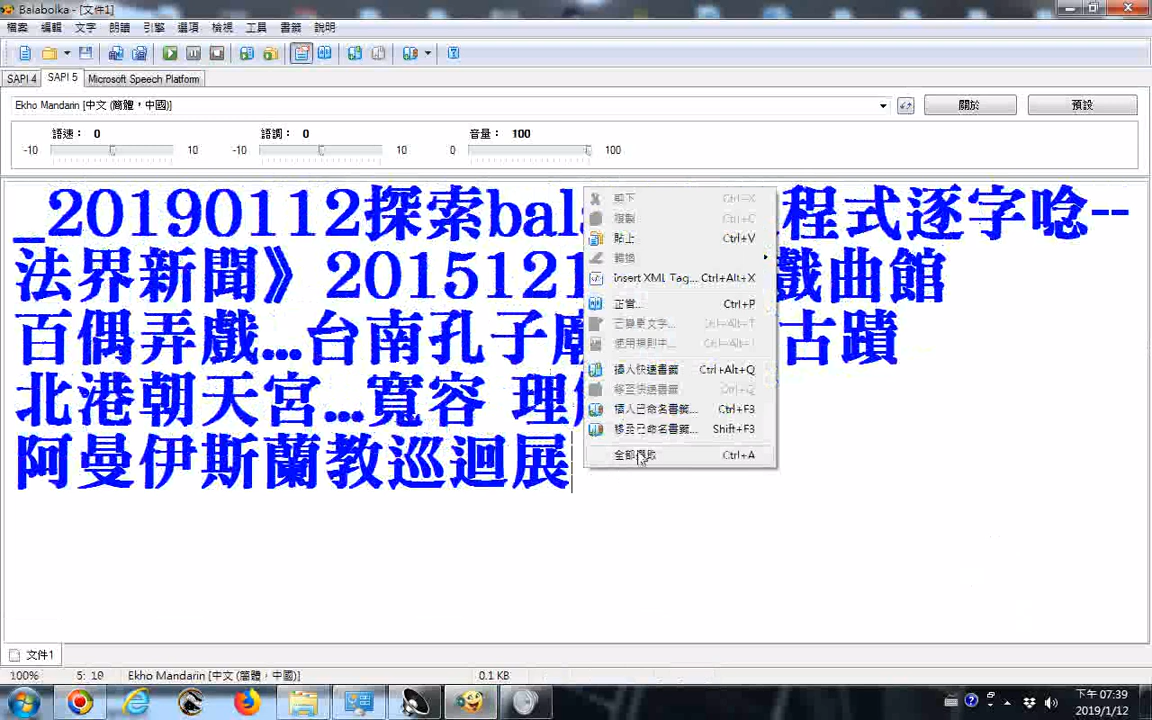 Balabolka - [文件1]
檔案 編輯 文字 朗讀 引擎 選項 檢視 工具 書籤 說明
SAPI 4 SAPI 5 Microsoft Speech Platform
Ekho Mandarin [中文 (簡體，中國)] 關於 預設
語速： 0 語調： 0 音量： 100
-10 10 -10 10 0 100
_20190112探索bal 程式逐字唸--
法界新聞》2015121 戲曲館
百偶弄戲...台南孔子廟 古蹟
北港朝天宮...寬容 理
阿曼伊斯蘭教巡迴展
剪下 Ctrl+X
複製 Ctrl+C
貼上 Ctrl+V
轉換
Insert XML Tag... Ctrl+Alt+X
正常... Ctrl+P
已變更文字... Ctrl+Alt+T
使用規則中...
插入快速書籤 Ctrl+Alt+Q
移至快速書籤 Ctrl+Q
插入已命名書籤... Ctrl+F3
移至已命名書籤... Shift+F3
全部選取 Ctrl+A
文件1
100% 5: 10 Ekho Mandarin [中文 (簡體，中國)] 0.1 KB
下午 07:39
2019/1/12